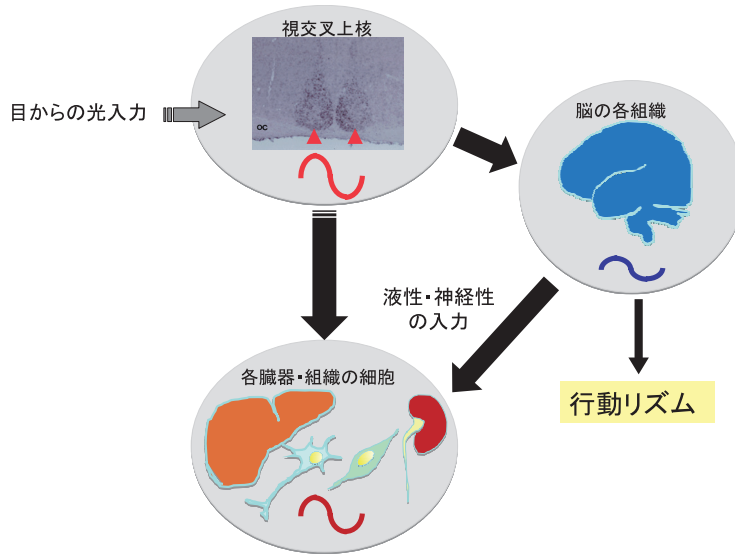 視交叉上核
目からの光入力
OC
脳の各組織
液性・神経性
の入力
各臓器・組織の細胞
行動リズム